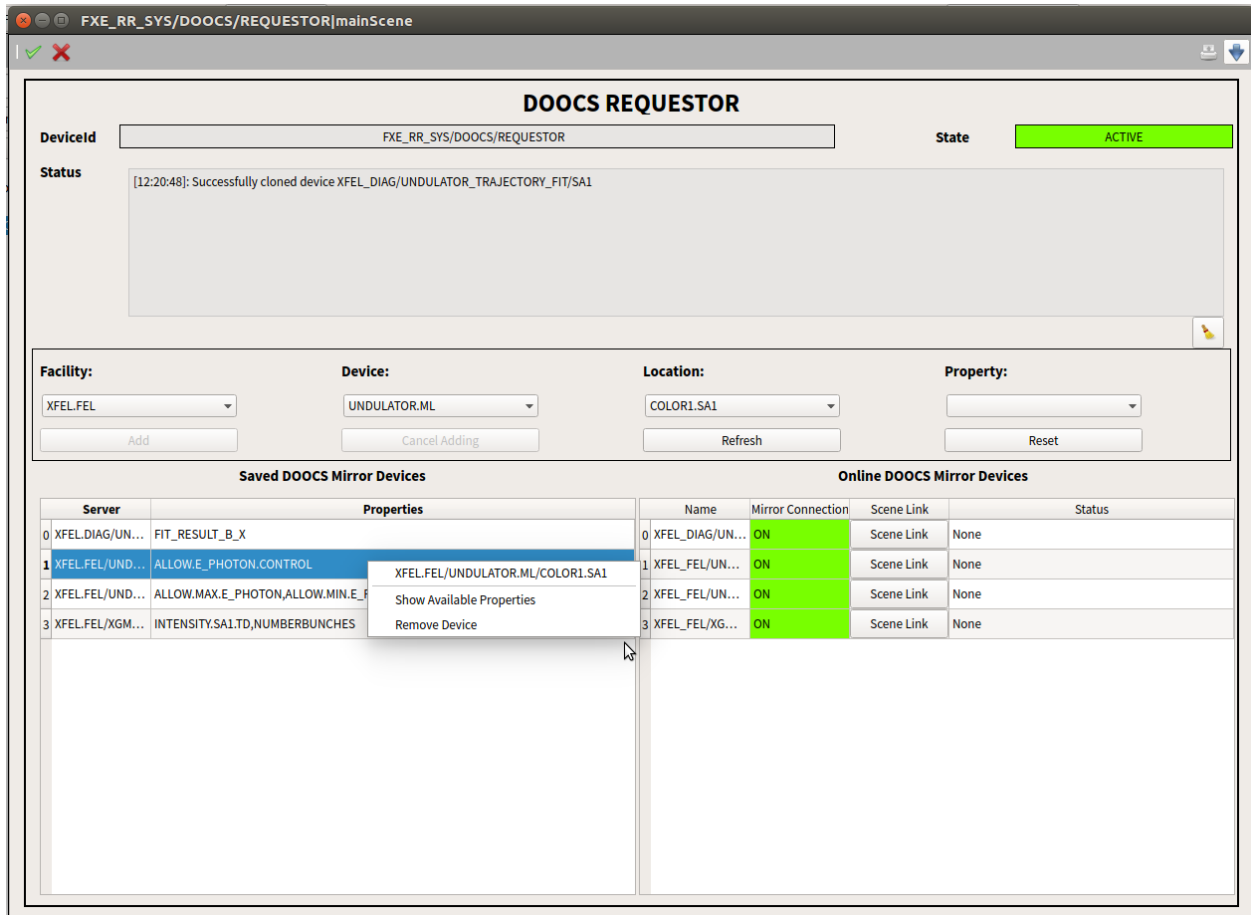 FXE_RR_SYS/DOOCS/REQUESTOR|mainScene
DOOCS REQUESTOR
DeviceId FXE_RR_SYS/DOOCS/REQUESTOR State ACTIVE
Status
[12:20:48]: Successfully cloned device XFEL_DIAG/UNDULATOR_TRAJECTORY_FIT/SA1
Facility: Device: Location: Property:
XFEL.FEL UNDULATOR.ML COLOR1.SA1
Add Cancel Adding Refresh Reset
Saved DOOCS Mirror Devices Online DOOCS Mirror Devices
Server Properties Name Mirror Connection Scene Link Status
0 XFEL.DIAG/UN... FIT_RESULT_B_X 0 XFEL_DIAG/UN... ON Scene Link None
1 XFEL.FEL/UND... ALLOW.E_PHOTON.CONTROL 1 XFEL_FEL/UN... ON Scene Link None
XFEL.FEL/UNDULATOR.ML/COLOR1.SA1
2 XFEL.FEL/UND... ALLOW.MAX.E_PHOTON,ALLOW.MIN.E_ 2 XFEL_FEL/UN... ON Scene Link None
Show Available Properties
3 XFEL.FEL/XGM... INTENSITY.SA1.TD,NUMBERBUNCHES 3 XFEL_FEL/XG... ON Scene Link None
Remove Device